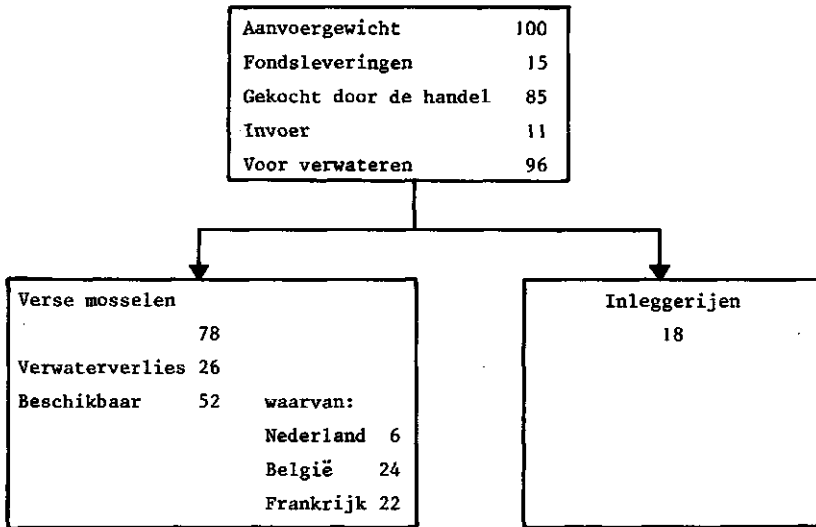 Aanvoergewicht 100
Fondsleveringen 15
Gekocht door de handel 85
Invoer 11
Voor verwateren 96
Verse mosselen
78
Verwaterverlies 26
Beschikbaar 52 waarvan:
Nederland 6
België 24
Frankrijk 22
Inleggerijen
18